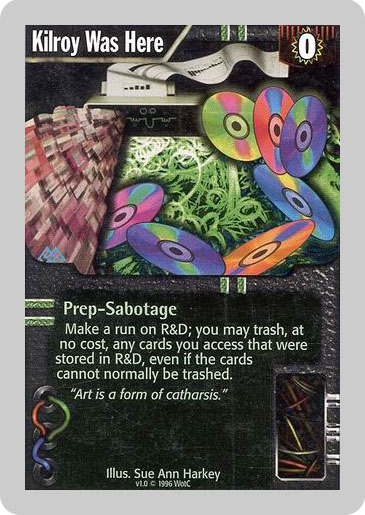 Kilroy Was Here
0
Prep-Sabotage
Make a run on R&D; you may trash, at
no cost, any cards you access that were
stored in R&D, even if the cards
cannot normally be trashed.
"Art is a form of catharsis."
Illus. Sue Ann Harkey
v1.0 © 1996 WotC